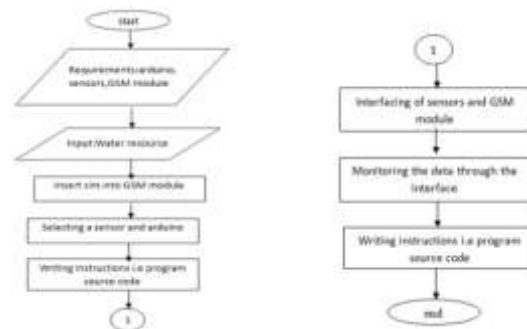 start
Requirements:arduino,
sensors,GSM module
Input:Water resource
Insert sim into GSM module
Selecting a sensor and arduino
Writing instructions i.e program
source code
1
1
Interfacing of sensors and GSM
module
Monitoring the data through the
interface
Writing instructions i.e program
source code
end